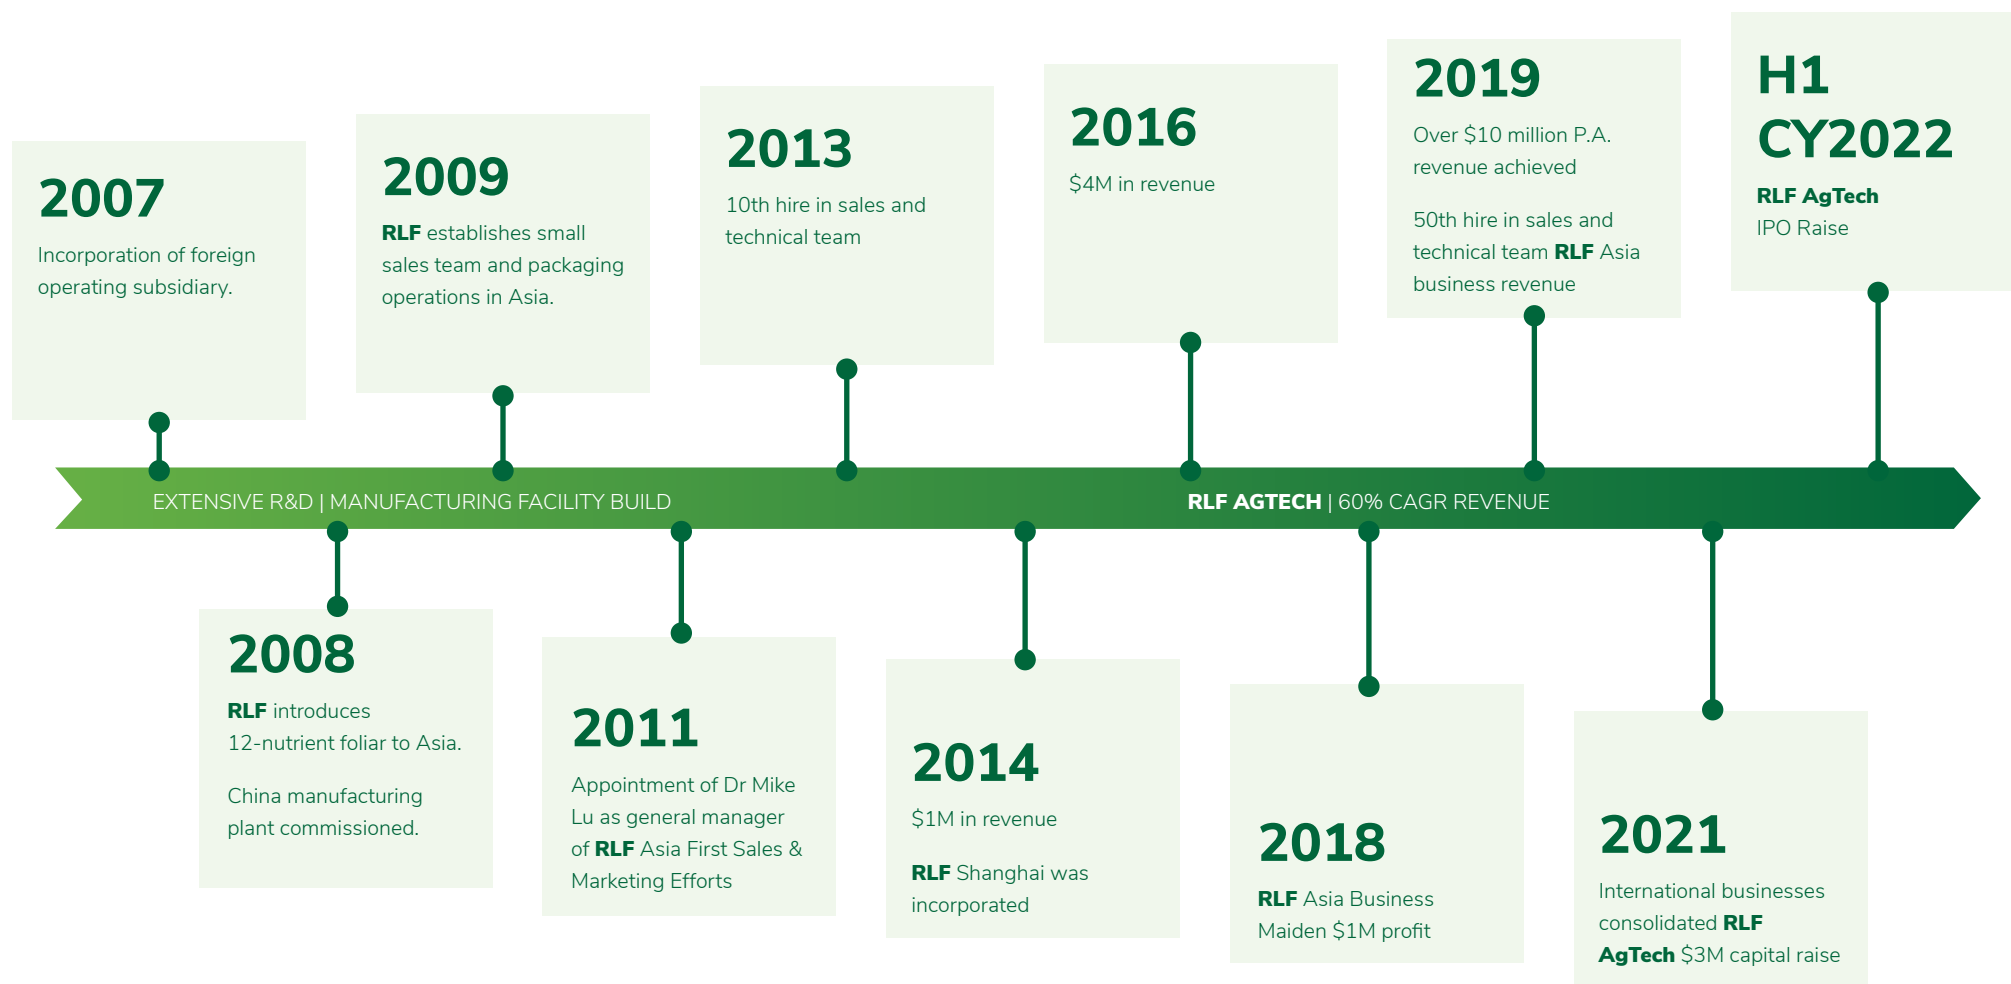 2007
Incorporation of foreign
operating subsidiary.
2009
RLF establishes small
sales team and packaging
operations in Asia.
2013
10th hire in sales and
technical team
2016
$4M in revenue
2019
Over $10 million P.A.
revenue achieved
50th hire in sales and
technical team RLF Asia
business revenue
H1
CY2022
RLF AgTech
IPO Raise
EXTENSIVE R&D | MANUFACTURING FACILITY BUILD
RLF AGTECH | 60% CAGR REVENUE
2008
RLF introduces
12-nutrient foliar to Asia.
China manufacturing
plant commissioned.
2011
Appointment of Dr Mike
Lu as general manager
of RLF Asia First Sales &
Marketing Efforts
2014
$1M in revenue
RLF Shanghai was
incorporated
2018
RLF Asia Business
Maiden $1M profit
2021
International businesses
consolidated RLF
AgTech $3M capital raise